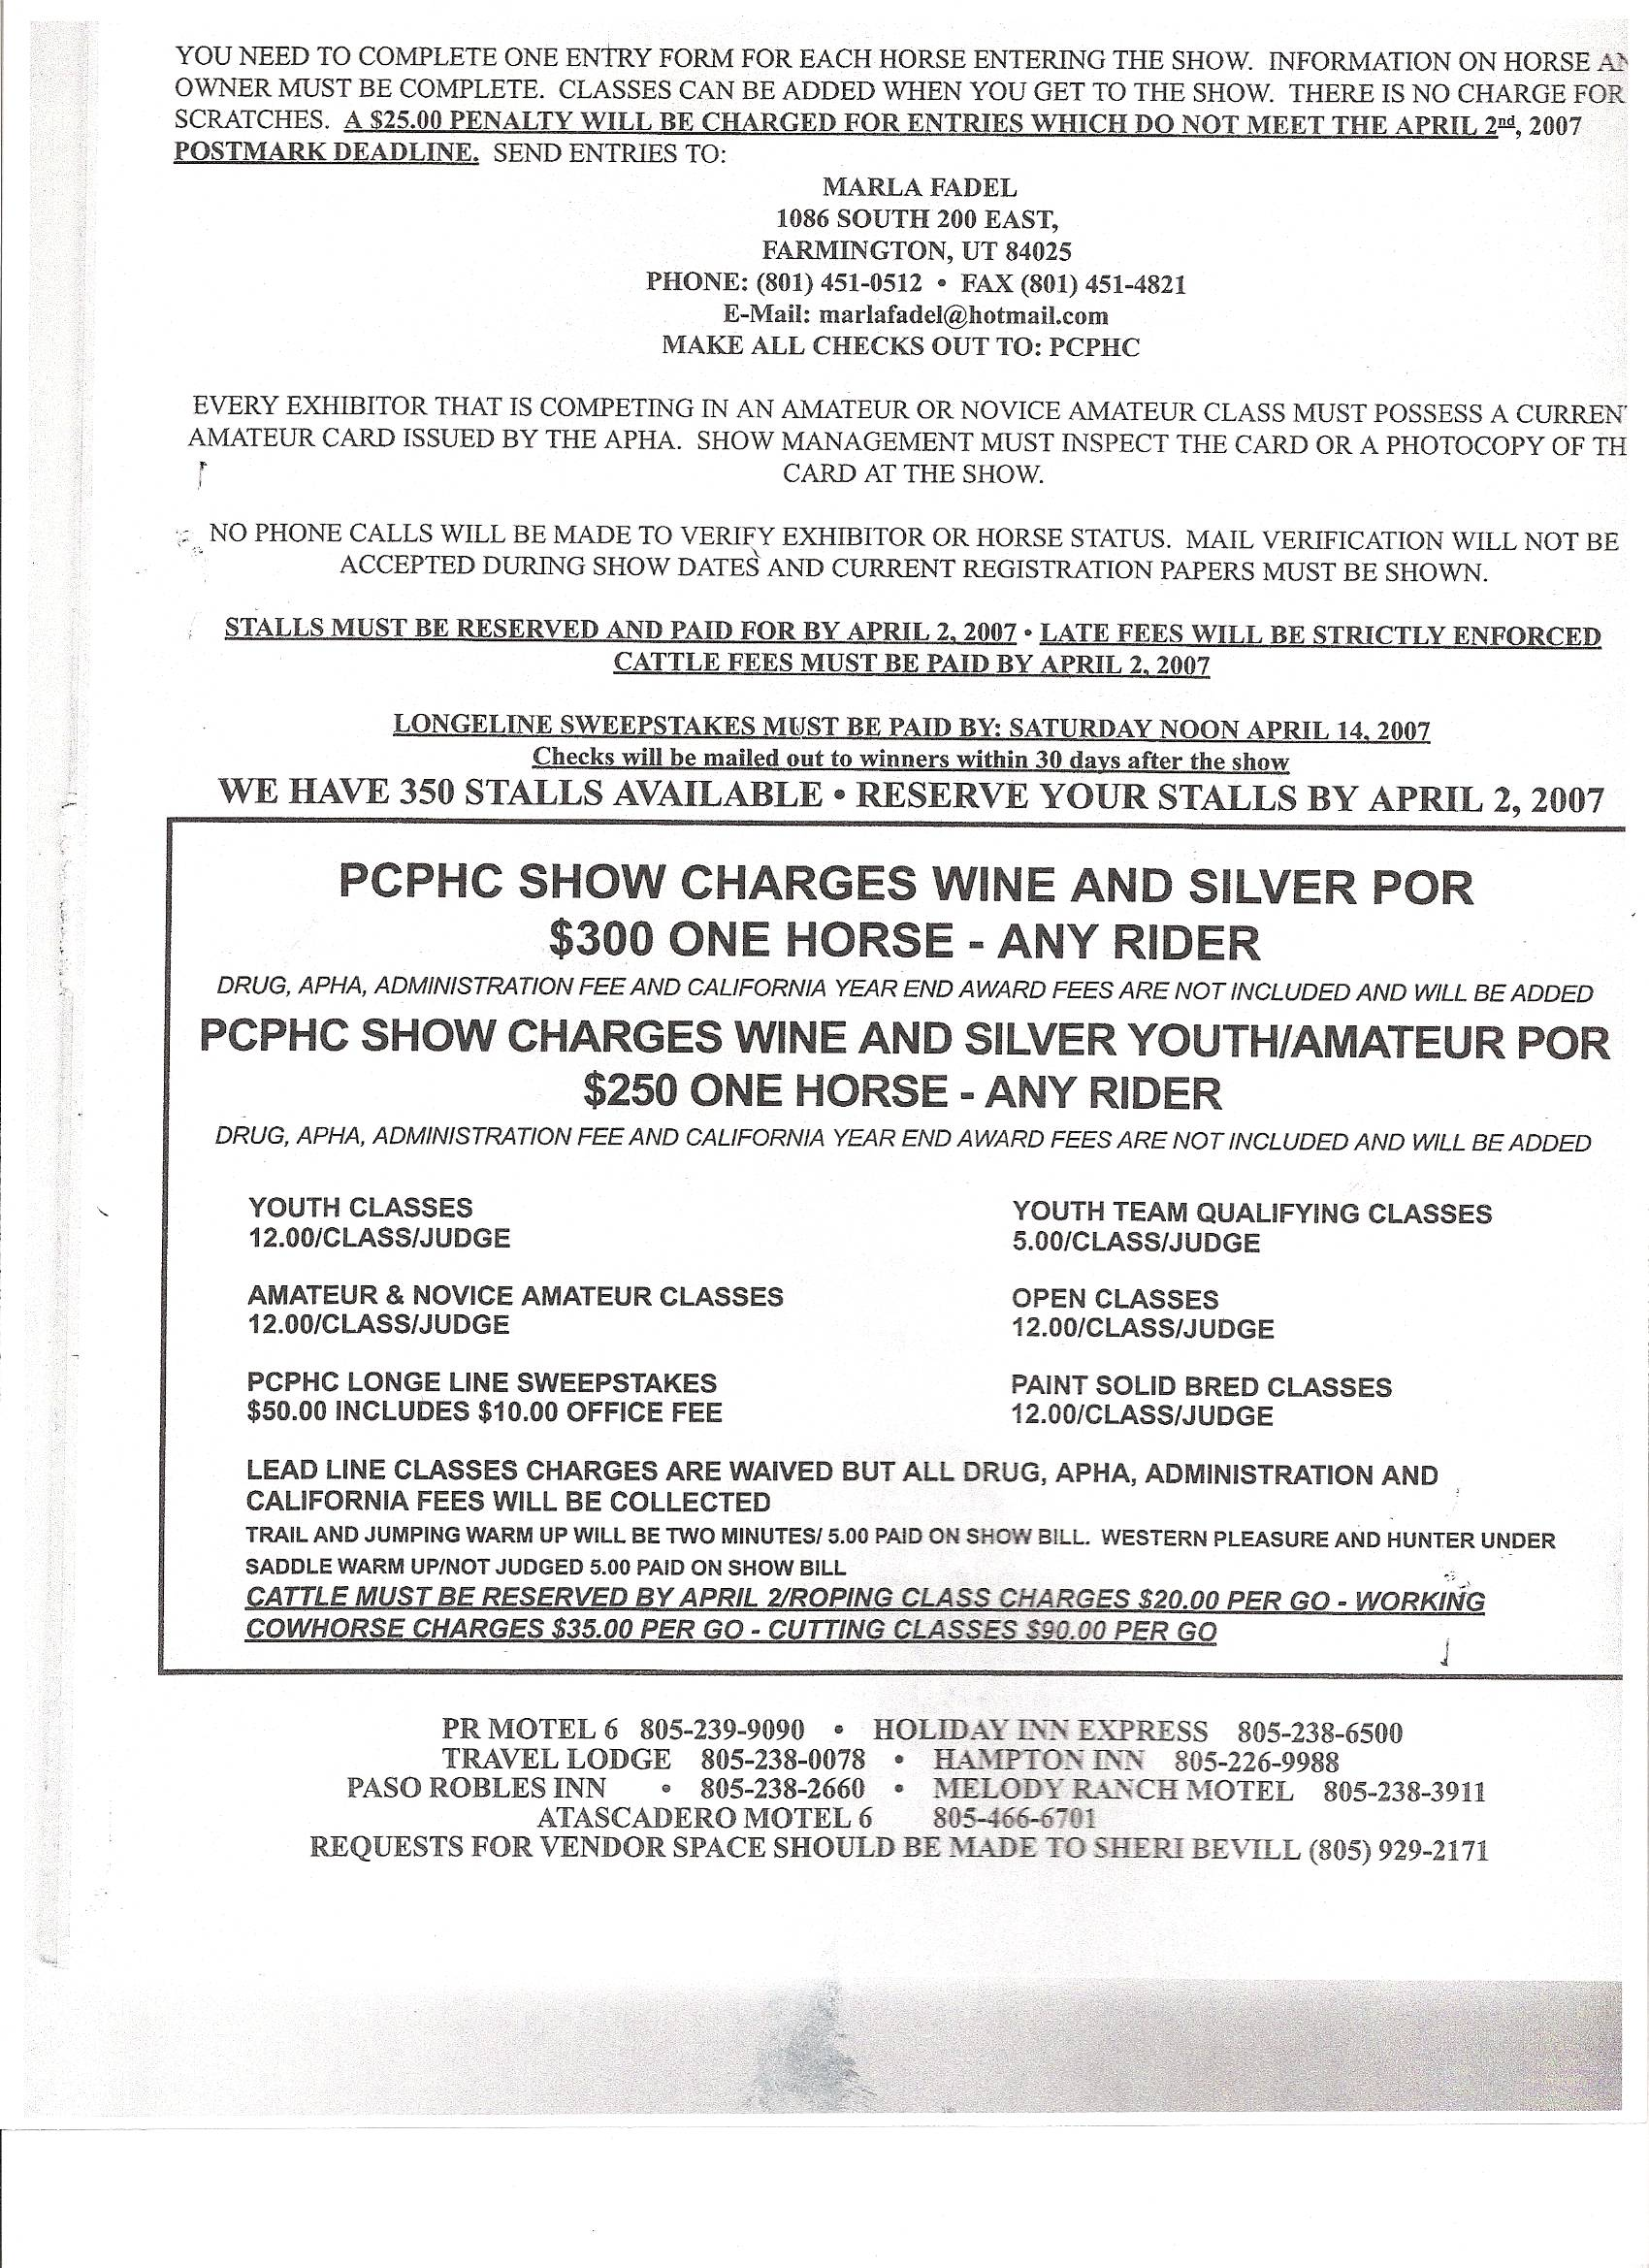 YOU NEED TO COMPLETE ONE ENTRY FORM FOR EACH HORSE ENTERING THE SHOW. INFORMATION ON HORSE AN
OWNER MUST BE COMPLETE. CLASSES CAN BE ADDED WHEN YOU GET TO THE SHOW. THERE IS NO CHARGE FOR
SCRATCHES. A $25.00 PENALTY WILL BE CHARGED FOR ENTRIES WHICH DO NOT MEET THE APRIL 2nd, 2007
POSTMARK DEADLINE. SEND ENTRIES TO:
MARLA FADEL
1086 SOUTH 200 EAST,
FARMINGTON, UT 84025
PHONE: (801) 451-0512 • FAX (801) 451-4821
E-Mail: marlafadel@hotmail.com
MAKE ALL CHECKS OUT TO: PCPHC
EVERY EXHIBITOR THAT IS COMPETING IN AN AMATEUR OR NOVICE AMATEUR CLASS MUST POSSESS A CURREN
AMATEUR CARD ISSUED BY THE APHA. SHOW MANAGEMENT MUST INSPECT THE CARD OR A PHOTOCOPY OF TH
CARD AT THE SHOW.
NO PHONE CALLS WILL BE MADE TO VERIFY EXHIBITOR OR HORSE STATUS. MAIL VERIFICATION WILL NOT BE
ACCEPTED DURING SHOW DATES AND CURRENT REGISTRATION PAPERS MUST BE SHOWN.
STALLS MUST BE RESERVED AND PAID FOR BY APRIL 2, 2007 • LATE FEES WILL BE STRICTLY ENFORCED
CATTLE FEES MUST BE PAID BY APRIL 2, 2007
LONGELINE SWEEPSTAKES MUST BE PAID BY: SATURDAY NOON APRIL 14, 2007
Checks will be mailed out to winners within 30 days after the show
WE HAVE 350 STALLS AVAILABLE • RESERVE YOUR STALLS BY APRIL 2, 2007
PCPHC SHOW CHARGES WINE AND SILVER POR
$300 ONE HORSE - ANY RIDER
DRUG, APHA, ADMINISTRATION FEE AND CALIFORNIA YEAR END AWARD FEES ARE NOT INCLUDED AND WILL BE ADDED
PCPHC SHOW CHARGES WINE AND SILVER YOUTH/AMATEUR POR
$250 ONE HORSE - ANY RIDER
DRUG, APHA, ADMINISTRATION FEE AND CALIFORNIA YEAR END AWARD FEES ARE NOT INCLUDED AND WILL BE ADDED
YOUTH CLASSES
12.00/CLASS/JUDGE
YOUTH TEAM QUALIFYING CLASSES
5.00/CLASS/JUDGE
AMATEUR & NOVICE AMATEUR CLASSES
12.00/CLASS/JUDGE
OPEN CLASSES
12.00/CLASS/JUDGE
PCPHC LONGE LINE SWEEPSTAKES
$50.00 INCLUDES $10.00 OFFICE FEE
PAINT SOLID BRED CLASSES
12.00/CLASS/JUDGE
LEAD LINE CLASSES CHARGES ARE WAIVED BUT ALL DRUG, APHA, ADMINISTRATION AND
CALIFORNIA FEES WILL BE COLLECTED
TRAIL AND JUMPING WARM UP WILL BE TWO MINUTES/ 5.00 PAID ON SHOW BILL. WESTERN PLEASURE AND HUNTER UNDER
SADDLE WARM UP/NOT JUDGED 5.00 PAID ON SHOW BILL
CATTLE MUST BE RESERVED BY APRIL 2/ROPING CLASS CHARGES $20.00 PER GO - WORKING
COWHORSE CHARGES $35.00 PER GO - CUTTING CLASSES $90.00 PER GO
PR MOTEL 6 805-239-9090 • HOLIDAY INN EXPRESS 805-238-6500
TRAVEL LODGE 805-238-0078 • HAMPTON INN 805-226-9988
PASO ROBLES INN • 805-238-2660 • MELODY RANCH MOTEL 805-238-3911
ATASCADERO MOTEL 6 805-466-6701
REQUESTS FOR VENDOR SPACE SHOULD BE MADE TO SHERI BEVILL (805) 929-2171